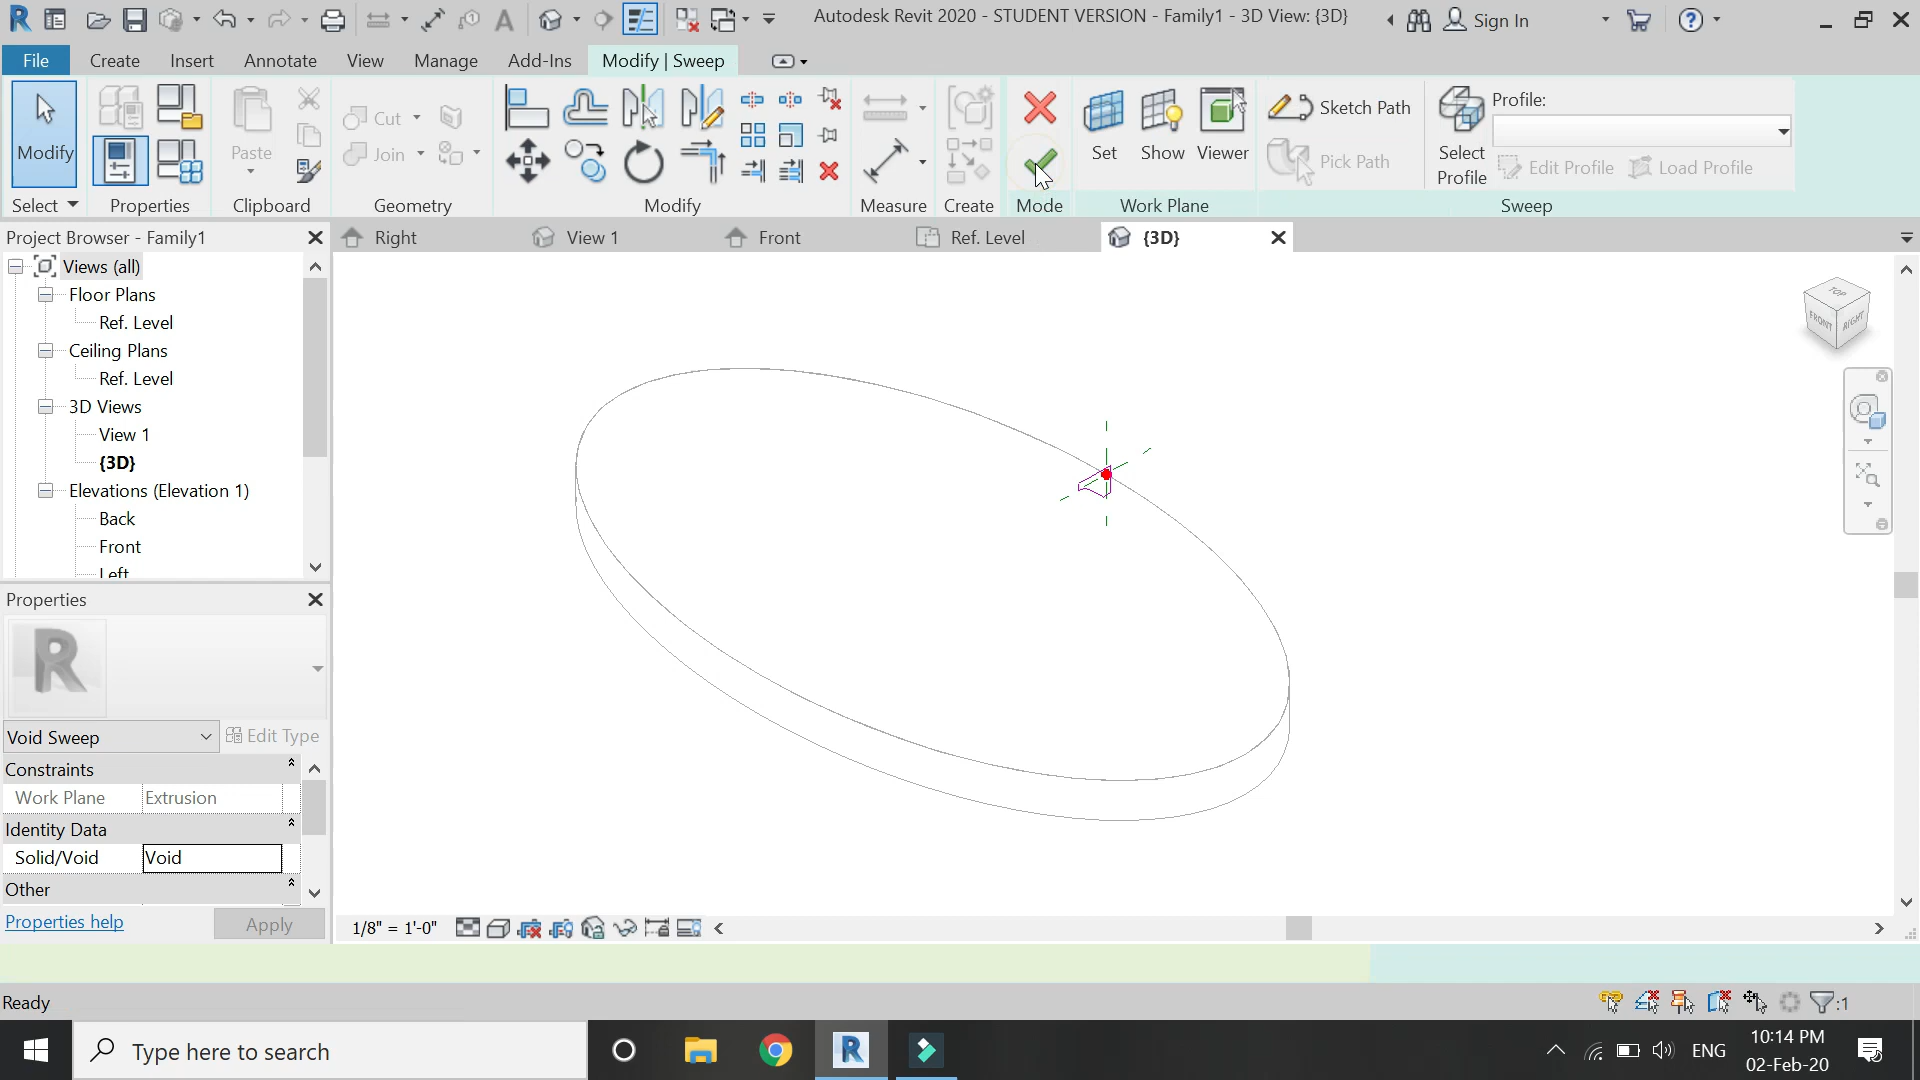 Autodesk Revit 2020 - STUDENT VERSION - Family1 - 3D View: {3D}
Sign In
File Create Insert Annotate View Manage Add-Ins Modify | Sweep
Modify
Paste
Cut
Join
Set Show Viewer
Sketch Path
Pick Path
Select Profile
Profile:
Edit Profile Load Profile
Select Properties Clipboard Geometry Modify Measure Create Mode Work Plane Sweep
Project Browser - Family1
Right View 1 Front Ref. Level {3D}
Views (all)
Floor Plans
Ref. Level
Ceiling Plans
Ref. Level
3D Views
View 1
{3D}
Elevations (Elevation 1)
Back
Front
Left
TOP
FRONT RIGHT
Properties
R
Void Sweep Edit Type
Constraints
Work Plane Extrusion
Identity Data
Solid/Void Void
Other
Properties help Apply
1/8" = 1'-0"
Ready
:1
Type here to search
ENG
10:14 PM
02-Feb-20